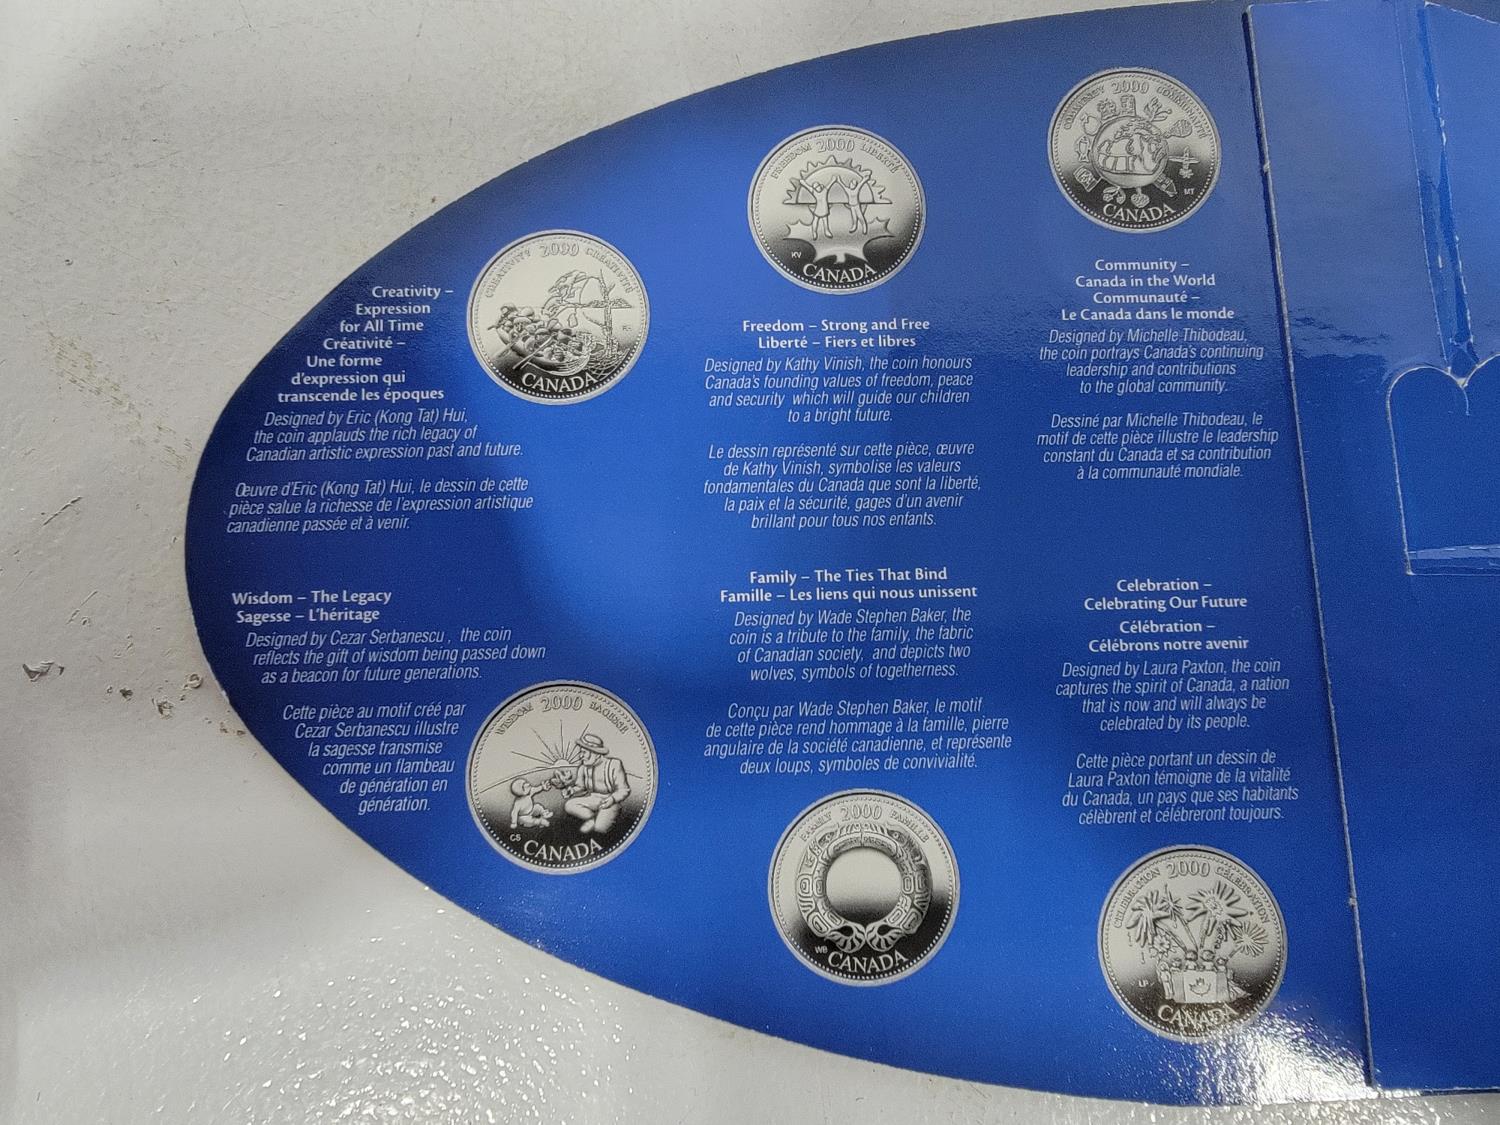 Creativity –
Expression
for All Time
Créativité –
Une forme
d'expression qui
transcende les époques
Designed by Eric (Kong Tat) Hui,
the coin applauds the rich legacy of
Canadian artistic expression past and future.
Œuvre d'Eric (Kong Tat) Hui, le dessin de cette
pièce salue la richesse de l'expression artistique
canadienne passée et à venir.
CREATIVITY 2000 CRÉATIVITÉ
CANADA
FREEDOM 2000 LIBERTÉ
KV
CANADA
Freedom – Strong and Free
Liberté – Fiers et libres
Designed by Kathy Vinish, the coin honours
Canada's founding values of freedom, peace
and security which will guide our children
to a bright future.
Le dessin représenté sur cette pièce, œuvre
de Kathy Vinish, symbolise les valeurs
fondamentales du Canada que sont la liberté,
la paix et la sécurité, gages d'un avenir
brillant pour tous nos enfants.
COMMUNITY 2000 COMMUNAUTÉ
MT
CANADA
Community –
Canada in the World
Communauté –
Le Canada dans le monde
Designed by Michelle Thibodeau,
the coin portrays Canada's continuing
leadership and contributions
to the global community.
Dessiné par Michelle Thibodeau, le
motif de cette pièce illustre le leadership
constant du Canada et sa contribution
à la communauté mondiale.
Wisdom – The Legacy
Sagesse – L'héritage
Designed by Cezar Serbanescu , the coin
reflects the gift of wisdom being passed down
as a beacon for future generations.
Cette pièce au motif créé par
Cezar Serbanescu illustre
la sagesse transmise
comme un flambeau
de génération en
génération.
WISDOM 2000 SAGESSE
CS
CANADA
Family – The Ties That Bind
Famille – Les liens qui nous unissent
Designed by Wade Stephen Baker, the
coin is a tribute to the family, the fabric
of Canadian society, and depicts two
wolves, symbols of togetherness.
Conçu par Wade Stephen Baker, le motif
de cette pièce rend hommage à la famille, pierre
angulaire de la société canadienne, et représente
deux loups, symboles de convivialité.
FAMILY 2000 FAMILLE
WB
CANADA
Celebration –
Celebrating Our Future
Célébration –
Célébrons notre avenir
Designed by Laura Paxton, the coin
captures the spirit of Canada, a nation
that is now and will always be
celebrated by its people.
Cette pièce portant un dessin de
Laura Paxton témoigne de la vitalité
du Canada, un pays que ses habitants
célèbrent et célébreront toujours.
CELEBRATION 2000 CÉLÉBRATION
LP
CANADA